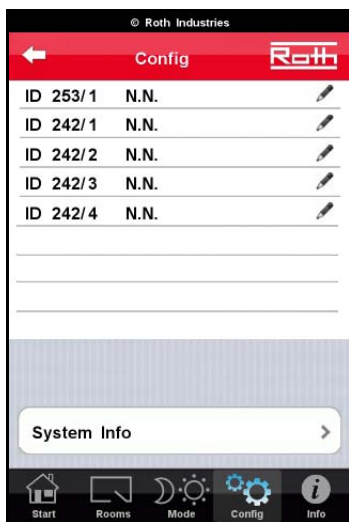 © Roth Industries
Config
Roth
ID 253/1 N.N.
ID 242/1 N.N.
ID 242/2 N.N.
ID 242/3 N.N.
ID 242/4 N.N.
System Info
Start Rooms Mode Config Info